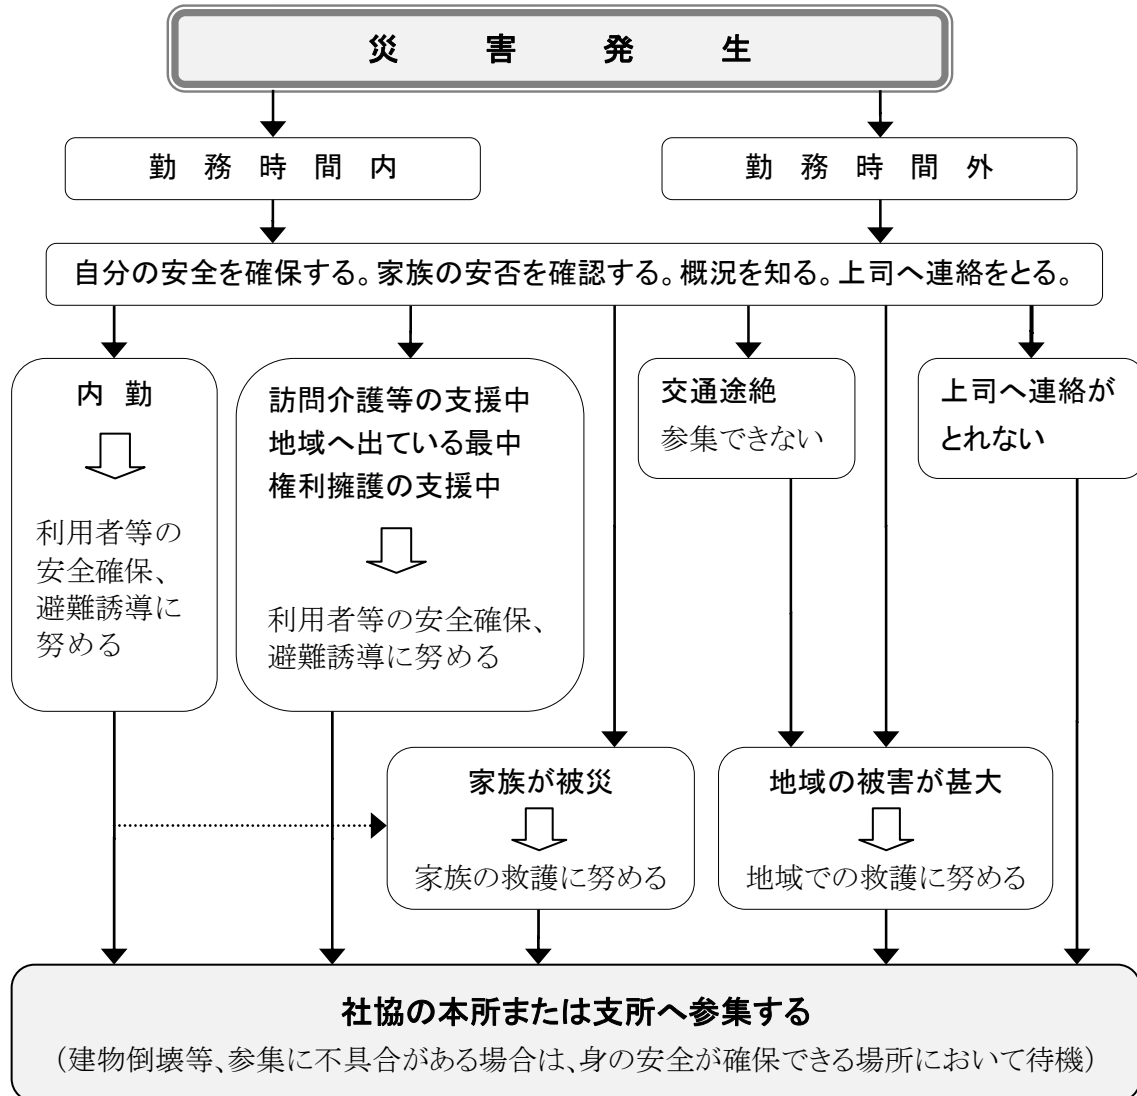 災害発生
勤務時間内
勤務時間外
自分の安全を確保する。家族の安否を確認する。概況を知る。上司へ連絡をとる。
内勤
利用者等の
安全確保、
避難誘導に
努める
訪問介護等の支援中
地域へ出ている最中
権利擁護の支援中
利用者等の安全確保、
避難誘導に努める
交通途絶
参集できない
上司へ連絡が
とれない
家族が被災
家族の救護に努める
地域の被害が甚大
地域での救護に努める
社協の本所または支所へ参集する
（建物倒壊等、参集に不具合がある場合は、身の安全が確保できる場所において待機）